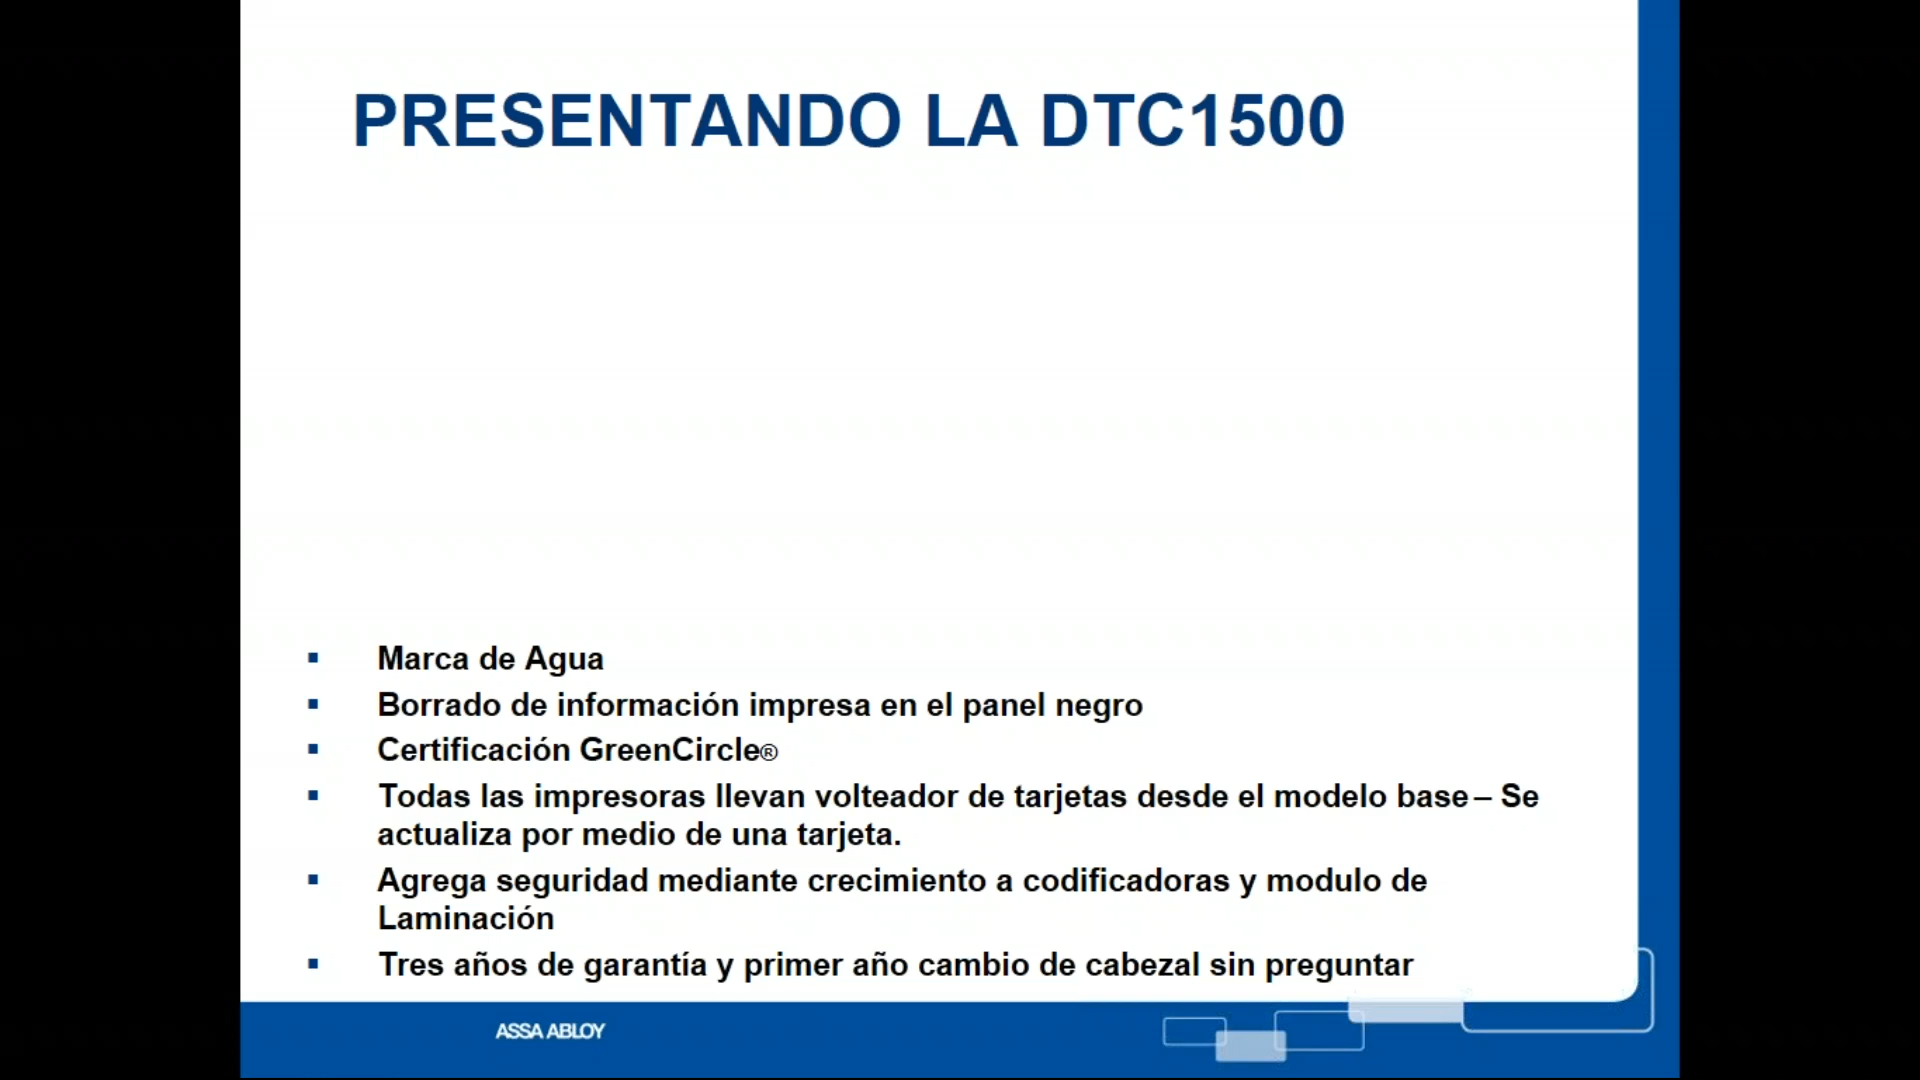 PRESENTANDO LA DTC1500
▪ Marca de Agua
▪ Borrado de información impresa en el panel negro
▪ Certificación GreenCircle®
▪ Todas las impresoras llevan volteador de tarjetas desde el modelo base – Se
actualiza por medio de una tarjeta.
▪ Agrega seguridad mediante crecimiento a codificadoras y modulo de
Laminación
▪ Tres años de garantía y primer año cambio de cabezal sin preguntar
ASSA ABLOY